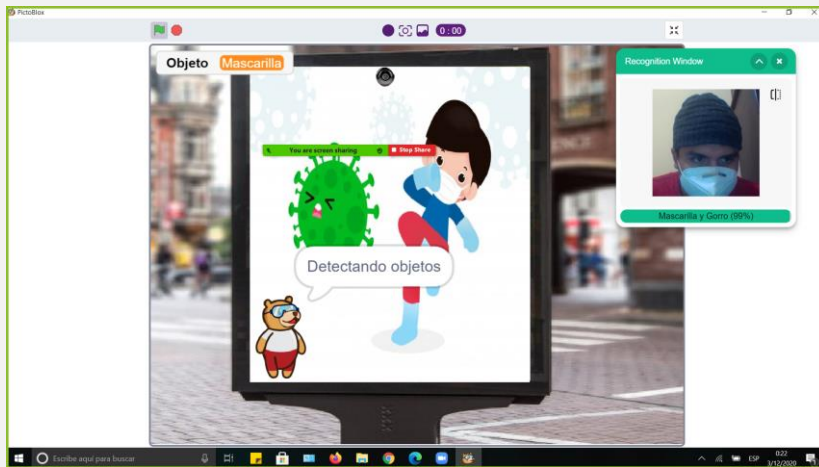 PictoBlox
0:00
Objeto Mascarilla
Recognition Window
You are screen sharing
Stop Share
Mascarilla y Gorro (99%)
Detectando objetos
Escribe aquí para buscar
ESP
0:22
3/12/2020